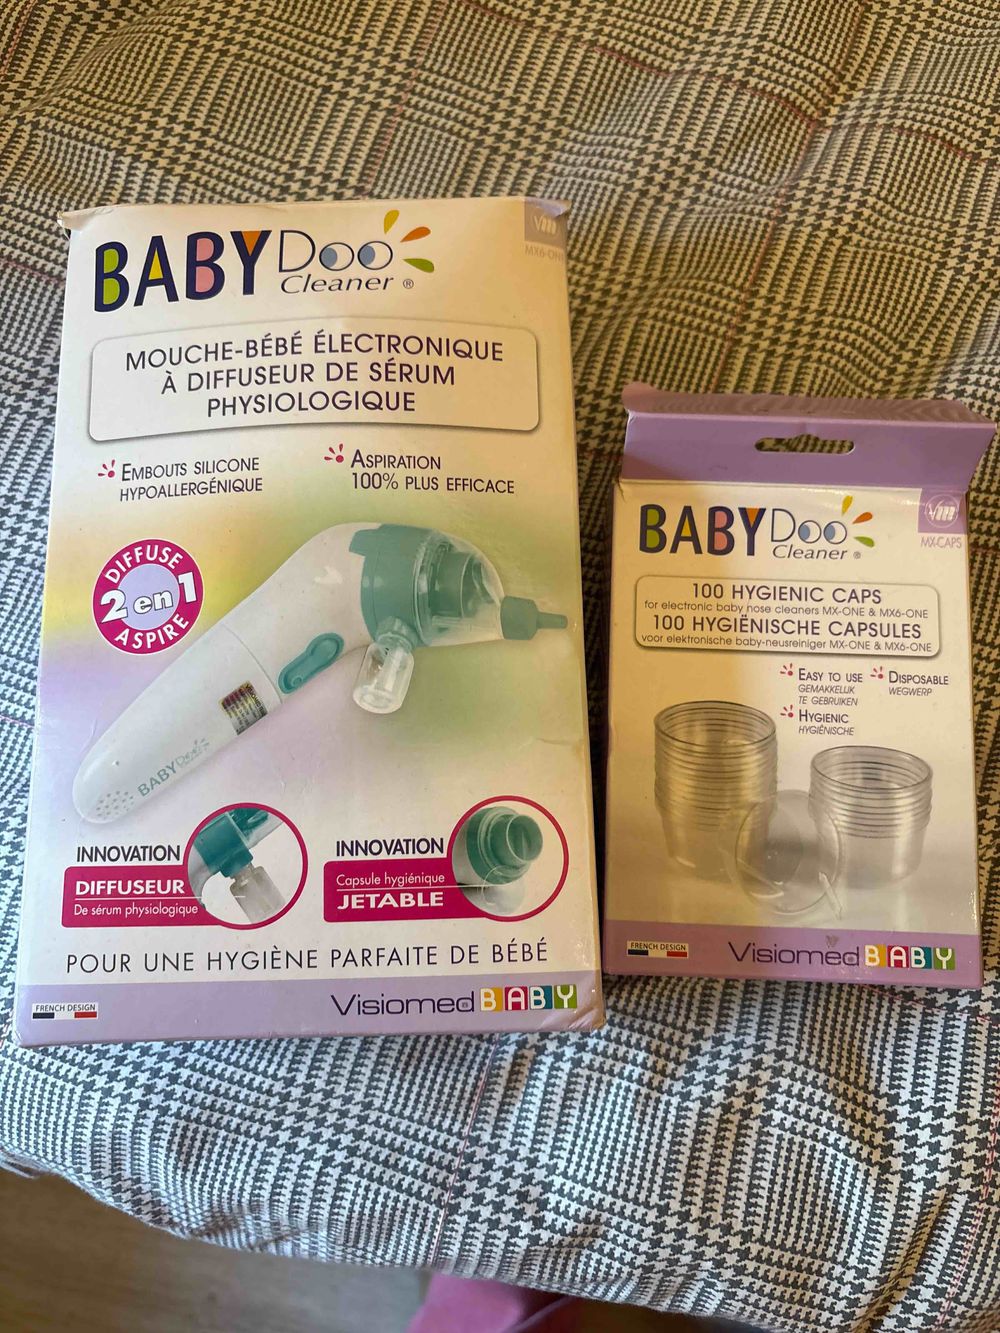 BABYDoo
Cleaner ®
MX6-ONE
MOUCHE-BÉBÉ ÉLECTRONIQUE
À DIFFUSEUR DE SÉRUM
PHYSIOLOGIQUE
EMBOUTS SILICONE
HYPOALLERGÉNIQUE
ASPIRATION
100% PLUS EFFICACE
DIFFUSE
2 en 1
ASPIRE
BABYDoo
INNOVATION
DIFFUSEUR
De sérum physiologique
INNOVATION
Capsule hygiénique
JETABLE
POUR UNE HYGIÈNE PARFAITE DE BÉBÉ
FRENCH DESIGN
Visiomed BABY
BABYDoo
Cleaner ®
MX-CAPS
100 HYGIENIC CAPS
for electronic baby nose cleaners MX-ONE & MX6-ONE
100 HYGIËNISCHE CAPSULES
voor elektronische baby-neusreiniger MX-ONE & MX6-ONE
EASY TO USE
GEMAKKELIJK
TE GEBRUIKEN
DISPOSABLE
WEGWERP
HYGIENIC
HYGIËNISCHE
FRENCH DESIGN
Visiomed BABY